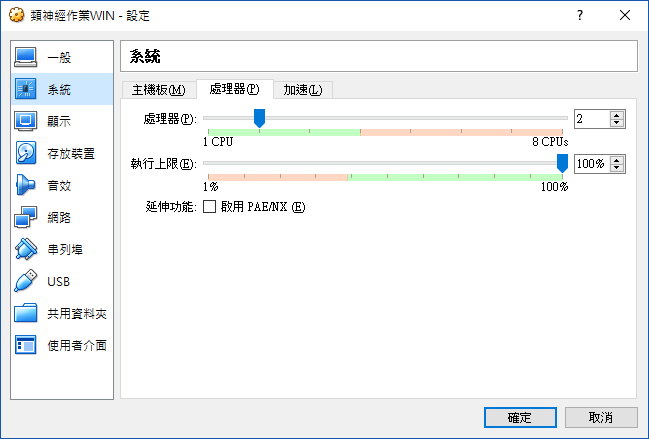 類神經作業WIN - 設定
一般
系統
顯示
存放裝置
音效
網路
串列埠
USB
共用資料夾
使用者介面
系統
主機板(M) 處理器(P) 加速(L)
處理器(P): 2
1 CPU 8 CPUs
執行上限(E): 100%
1% 100%
延伸功能: 啟用 PAE/NX (E)
確定 取消